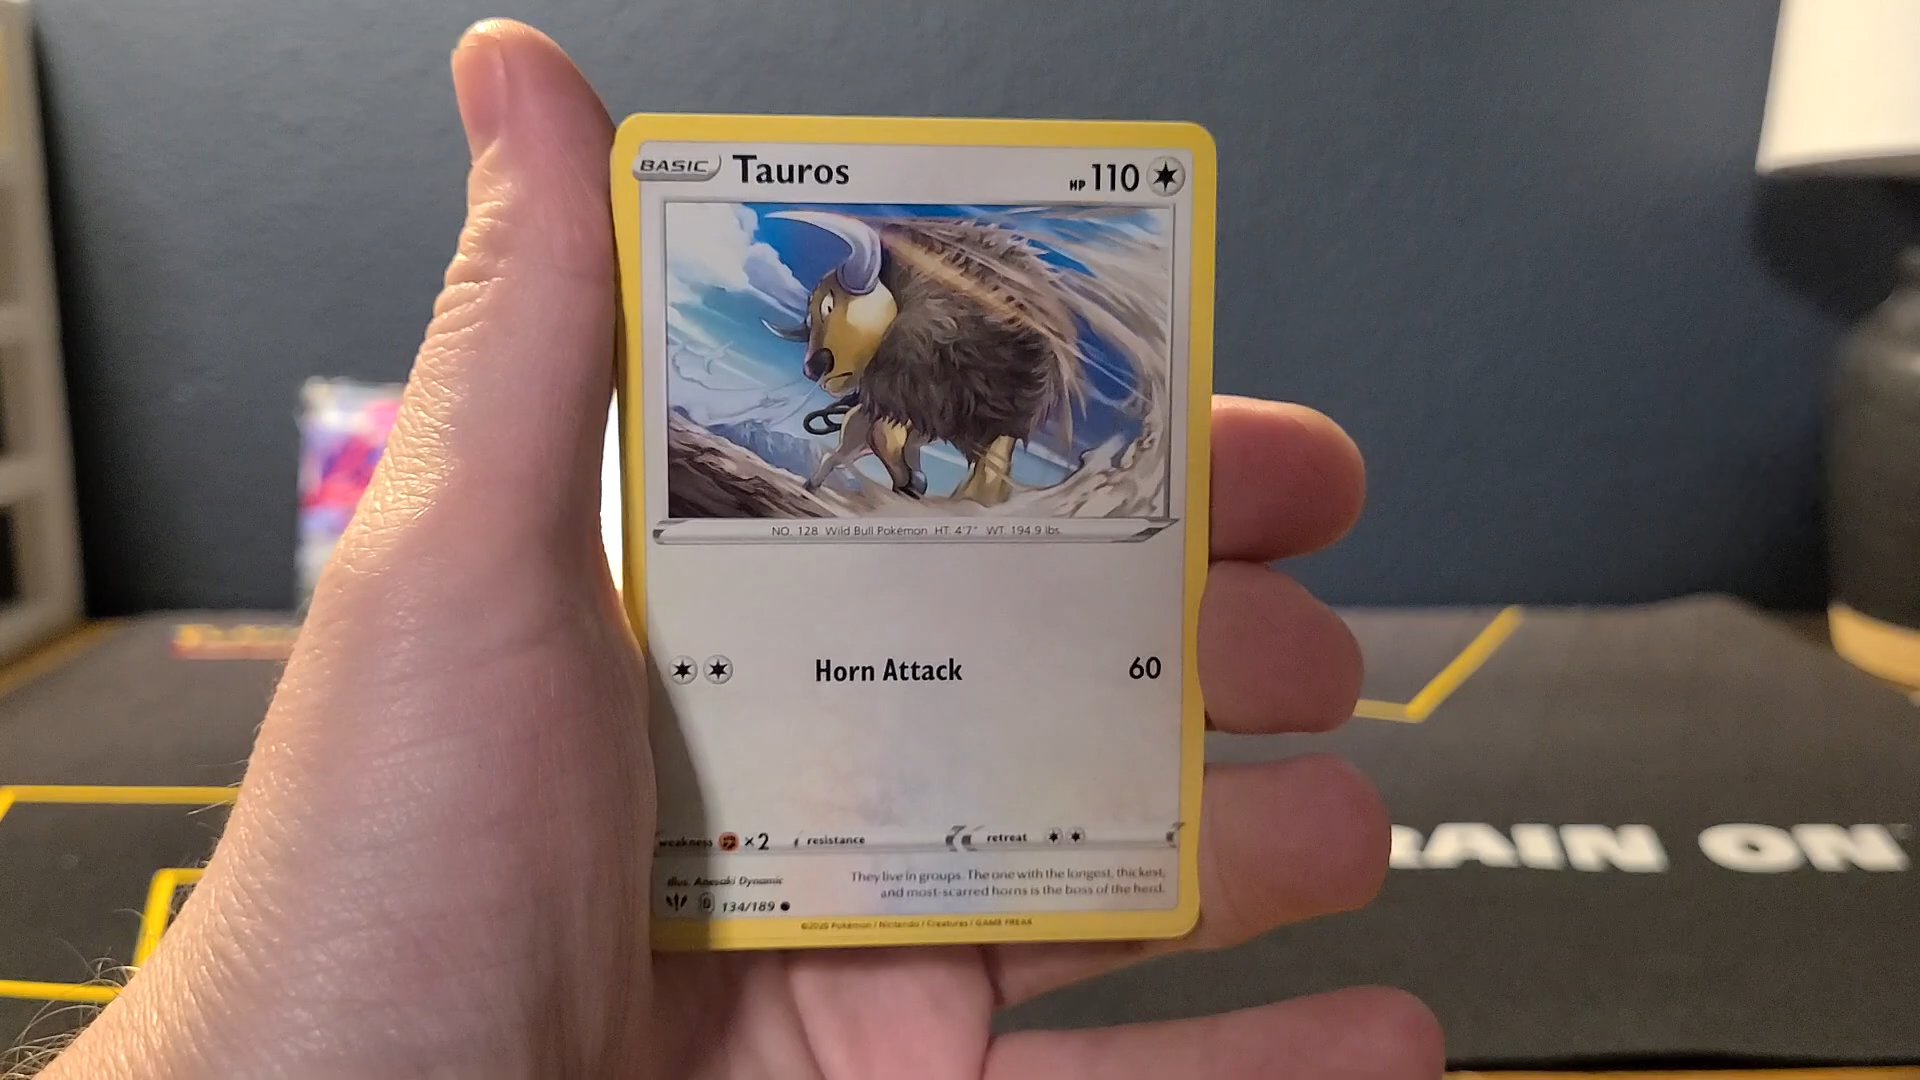 BASIC Tauros HP 110
NO. 128 Wild Bull Pokémon HT. 4'7" WT. 194.9 lbs.
Horn Attack 60
weakness ×2 resistance retreat
Illus. Anesaki Dynamic
They live in groups. The one with the longest, thickest,
and most-scarred horns is the boss of the herd.
D 134/189
©2020 Pokémon / Nintendo / Creatures / GAME FREAK
RAIN ON